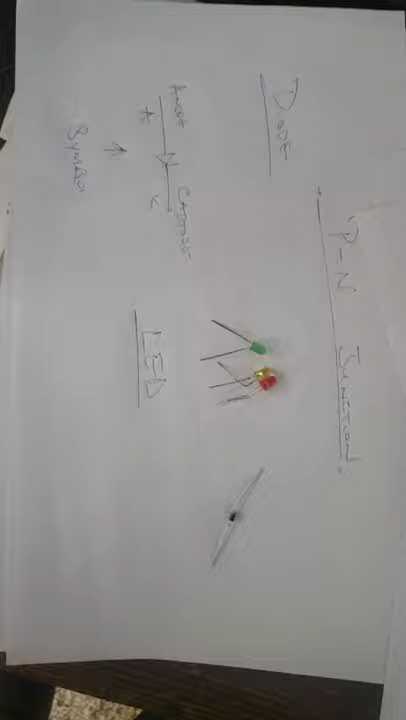 "P-N JUNCTION.
DIODE
ANODE CATHODE
A K
SYMBOL
LED